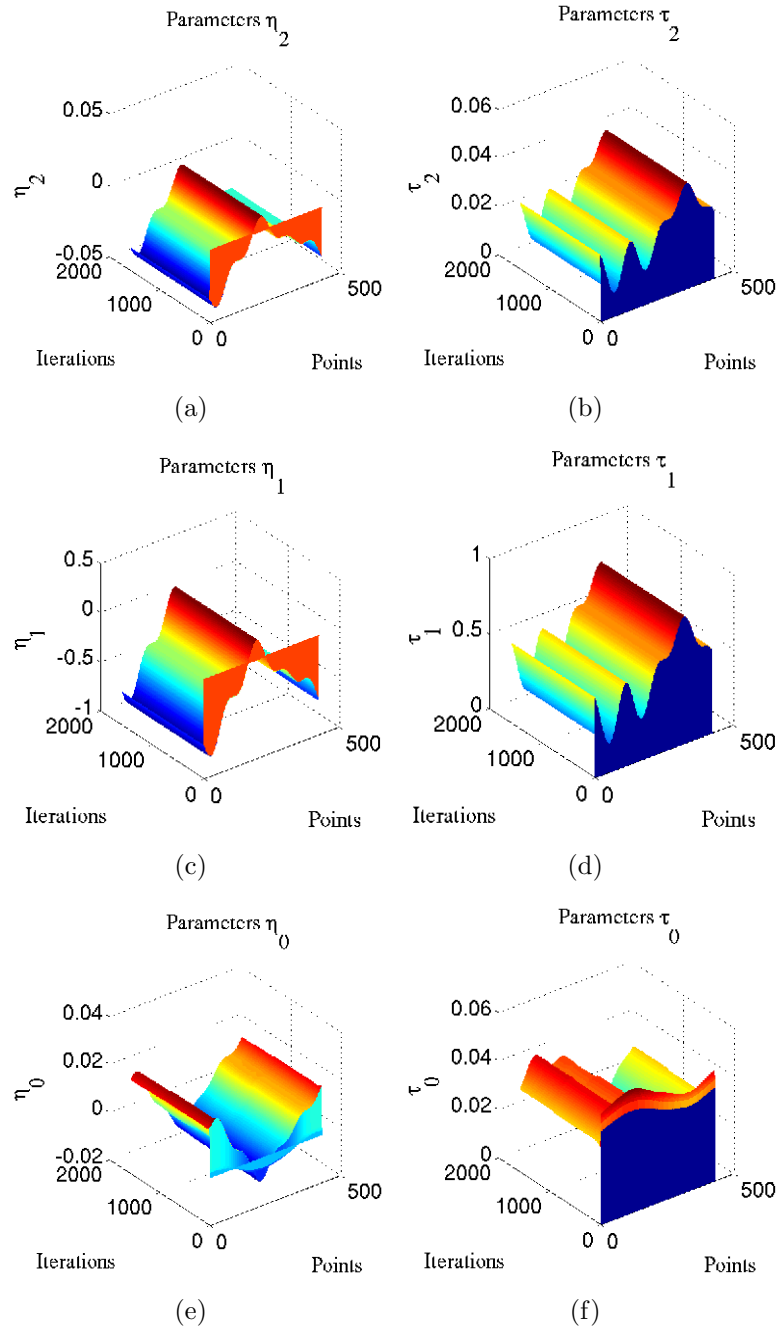 Parameters η2 Parameters τ2
0.05
0
-0.05
η2
2000
1000
0
0
500
Iterations
Points
0.06
0.04
0.02
0
τ2
2000
1000
0
0
500
Iterations
Points
(a) (b)
Parameters η1 Parameters τ1
0.5
0
-0.5
-1
η1
2000
1000
0
0
500
Iterations
Points
1
0.5
0
τ1
2000
1000
0
0
500
Iterations
Points
(c) (d)
Parameters η0 Parameters τ0
0.04
0.02
0
-0.02
η0
2000
1000
0
0
500
Iterations
Points
0.06
0.04
0.02
0
τ0
2000
1000
0
0
500
Iterations
Points
(e) (f)